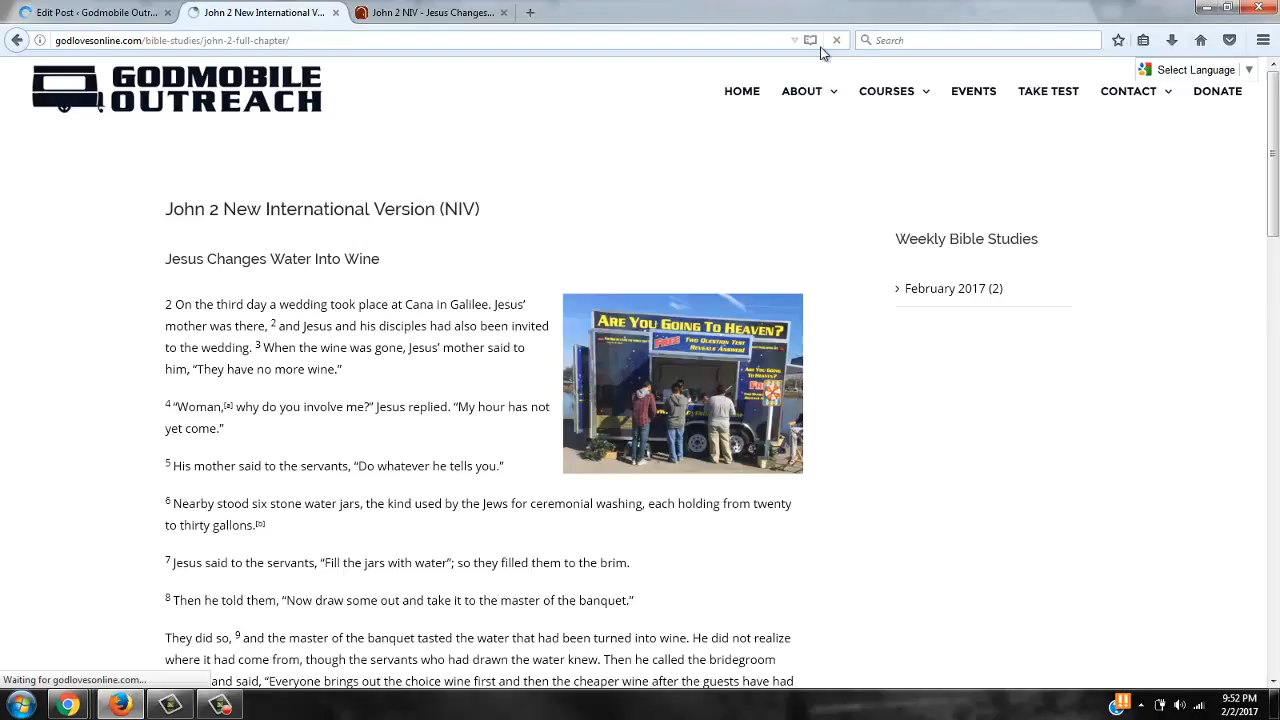 Edit Post ‹ Godmobile Out...
John 2 New International V...
John 2 NIV - Jesus Changes...
godlovesonline.com/bible-studies/john-2-full-chapter/
Search
Select Language
GODMOBILE
OUTREACH
HOME ABOUT COURSES EVENTS TAKE TEST CONTACT DONATE
John 2 New International Version (NIV)
Jesus Changes Water Into Wine
2 On the third day a wedding took place at Cana in Galilee. Jesus’
mother was there, 2 and Jesus and his disciples had also been invited
to the wedding. 3 When the wine was gone, Jesus’ mother said to
him, “They have no more wine.”
4 “Woman,[a] why do you involve me?” Jesus replied. “My hour has not
yet come.”
5 His mother said to the servants, “Do whatever he tells you.”
6 Nearby stood six stone water jars, the kind used by the Jews for ceremonial washing, each holding from twenty
to thirty gallons.[b]
7 Jesus said to the servants, “Fill the jars with water”; so they filled them to the brim.
8 Then he told them, “Now draw some out and take it to the master of the banquet.”
They did so, 9 and the master of the banquet tasted the water that had been turned into wine. He did not realize
where it had come from, though the servants who had drawn the water knew. Then he called the bridegroom
and said, “Everyone brings out the choice wine first and then the cheaper wine after the guests have had
ARE YOU GOING TO HEAVEN?
FREE TWO QUESTION TEST
REVEALS ANSWER!
ARE YOU GOING
TO HEAVEN?
Weekly Bible Studies
February 2017 (2)
Waiting for godlovesonline.com...
9:52 PM
2/2/2017